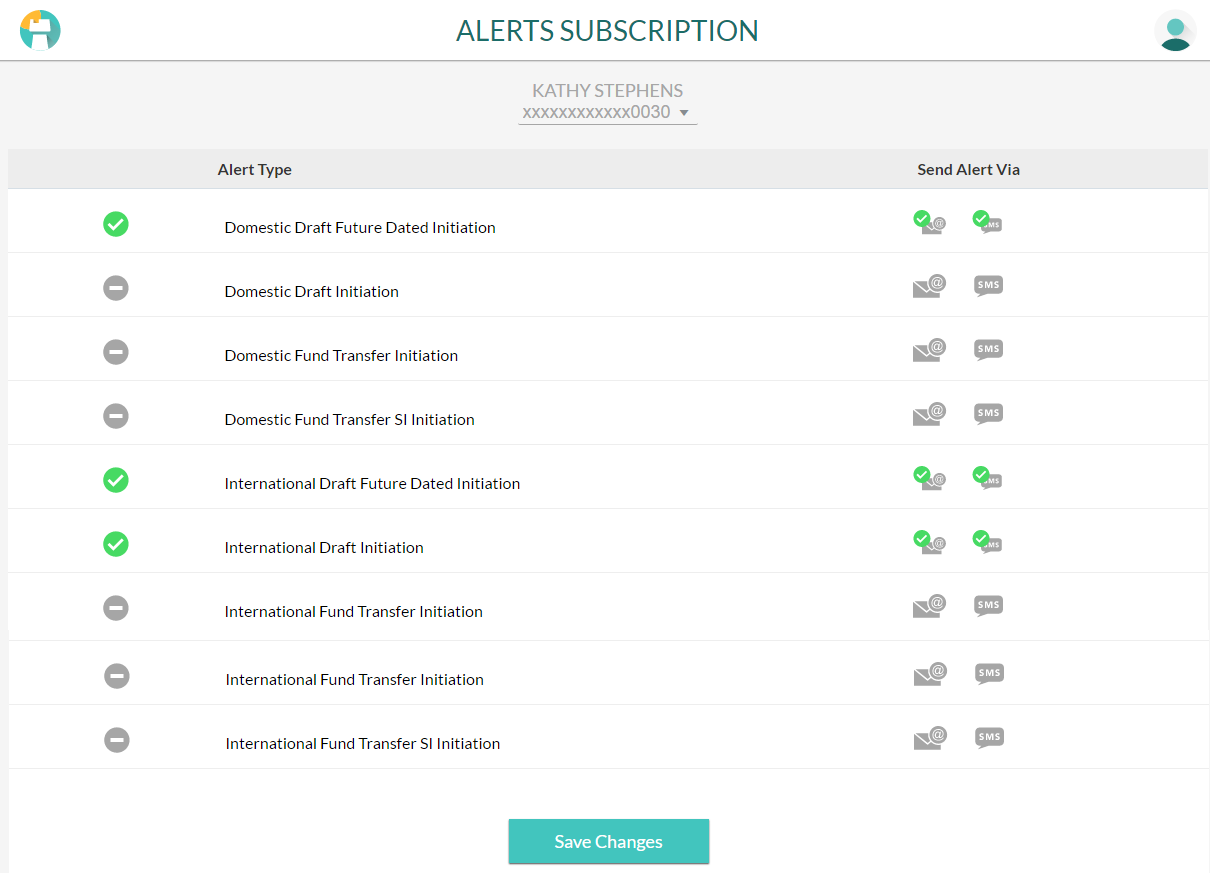 ALERTS SUBSCRIPTION
KATHY STEPHENS
xxxxxxxxxxxx0030
Alert Type Send Alert Via
Domestic Draft Future Dated Initiation @ SMS
Domestic Draft Initiation @ SMS
Domestic Fund Transfer Initiation @ SMS
Domestic Fund Transfer SI Initiation @ SMS
International Draft Future Dated Initiation @ SMS
International Draft Initiation @ SMS
International Fund Transfer Initiation @ SMS
International Fund Transfer Initiation @ SMS
International Fund Transfer SI Initiation @ SMS
Save Changes